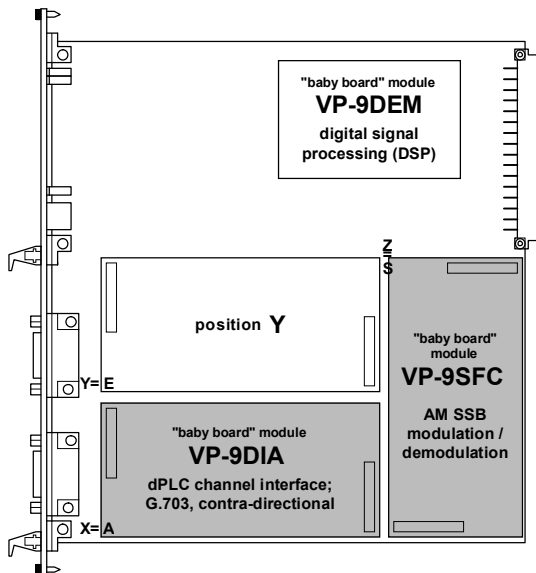 "baby board" module
VP-9DEM
digital signal
processing (DSP)
Z=S
position Y
Y= E
"baby board"
module
VP-9SFC
AM SSB
modulation /
demodulation
"baby board" module
VP-9DIA
dPLC channel interface;
G.703, contra-directional
X= A